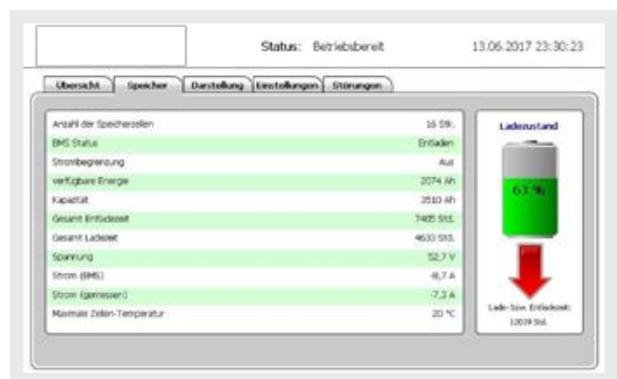 Status: Betriebsbereit 13.06.2017 23:30:23
Übersicht Speicher Darstellung Einstellungen Störungen
Anzahl der Speicherzellen 16 Stk.
BMS Status Entladen
Strombegrenzung Aus
verfügbare Energie 2074 Ah
Kapazität 3510 Ah
Gesamt Entladezeit 7405 Std.
Gesamt Ladezeit 4633 Std.
Spannung 52,7 V
Strom (BMS) -8,7 A
Strom (gemessen) -7,3 A
Maximale Zellen-Temperatur 20 °C
Ladezustand
63 %
Lade- bzw. Entladezeit:
12039 Std.